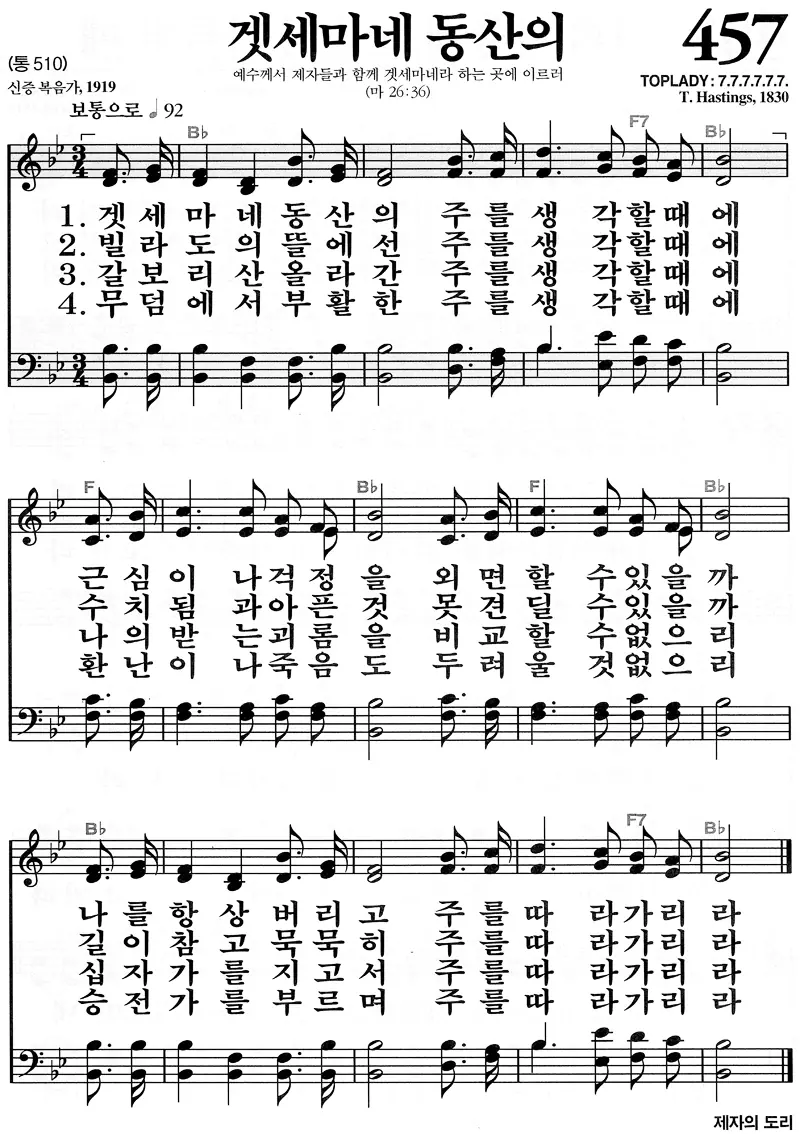 겟세마네 동산의
457
(통 510)
예수께서 제자들과 함께 겟세마네라 하는 곳에 이르러
(마 26:36)
신증 복음가, 1919
TOPLADY : 7.7.7.7.7.7.
T. Hastings, 1830
보통으로 ♩ 92
B♭ F7 B♭
3/4
1. 겟 세 마 네 동 산 의 주 를 생 각 할 때 에
2. 빌 라 도 의 뜰 에 선 주 를 생 각 할 때 에
3. 갈 보 리 산 올 라 간 주 를 생 각 할 때 에
4. 무 덤 에 서 부 활 한 주 를 생 각 할 때 에
3/4
F B♭ F B♭
근 심 이 나 걱 정 을 외 면 할 수 있 을 까
수 치 됨 과 아 픈 것 못 견 딜 수 있 을 까
나 의 받 는 괴 롬 을 비 교 할 수 없 으 리
환 난 이 나 죽 음 도 두 려 울 것 없 으 리
B♭ F7 B♭
나 를 항 상 버 리 고 주 를 따 라 가 리 라
길 이 참 고 묵 묵 히 주 를 따 라 가 리 라
십 자 가 를 지 고 서 주 를 따 라 가 리 라
승 전 가 를 부 르 며 주 를 따 라 가 리 라
제자의 도리